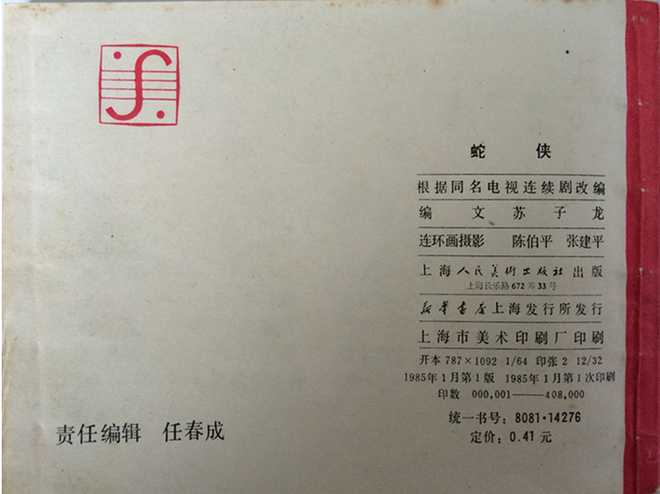 蛇 侠
根据同名电视连续剧改编
编 文 苏 子 龙
连环画摄影 陈伯平 张建平
上海人民美術出版社出版
上海长乐路672弄33号
新华書店上海发行所发行
上海市美术印刷厂印刷
开本 787×1092 1/64 印张 2 12/32
1985年1月第1版 1985年1月第1次印刷
印数 000,001——408,000
统一书号: 8081·14276
定价: 0.41 元
责任编辑 任春成